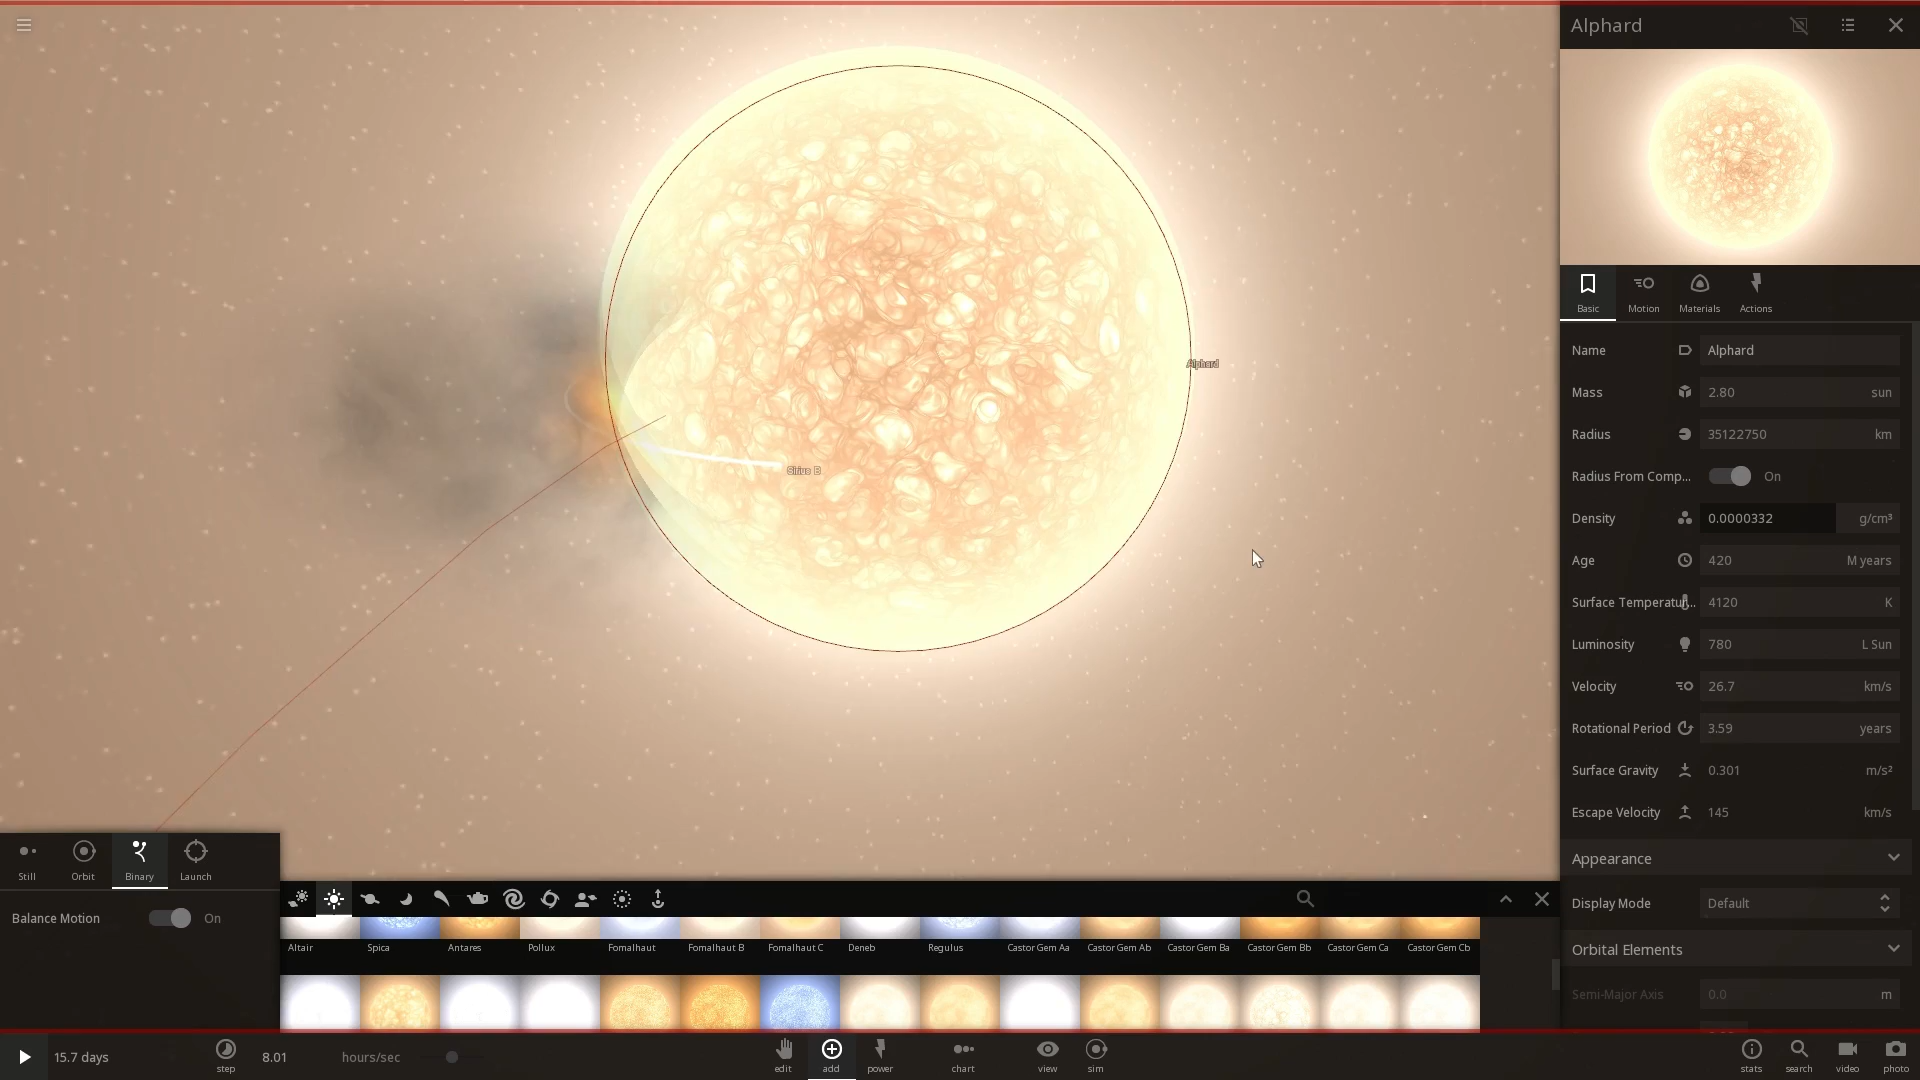 Alphard
Alphard
Sirius B
Basic
Motion
Materials
Actions
Name
Alphard
Mass
2.80
sun
Radius
35122750
km
Radius From Comp...
On
Density
0.0000332
g/cm³
Age
420
M years
Surface Temperatur...
4120
K
Luminosity
780
L Sun
Velocity
26.7
km/s
Rotational Period
3.59
years
Surface Gravity
0.301
m/s²
Escape Velocity
145
km/s
Appearance
Display Mode
Default
Orbital Elements
Semi-Major Axis
0.0
m
Still
Orbit
Binary
Launch
Balance Motion
On
Altair
Spica
Antares
Pollux
Fomalhaut
Fomalhaut B
Fomalhaut C
Deneb
Regulus
Castor Gem Aa
Castor Gem Ab
Castor Gem Ba
Castor Gem Bb
Castor Gem Ca
Castor Gem Cb
15.7 days
step
8.01
hours/sec
edit
add
power
chart
view
sim
stats
search
video
photo